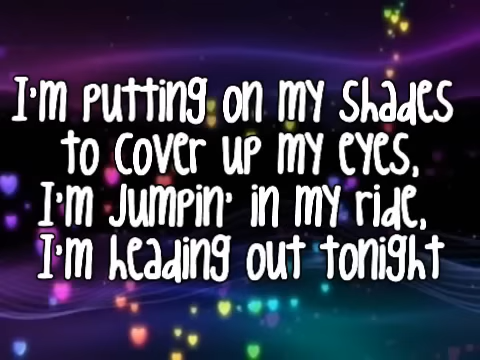 I'm putting on my shades
to cover up my eyes,
I'm Jumpin' in my ride,
I'm heading out tonight